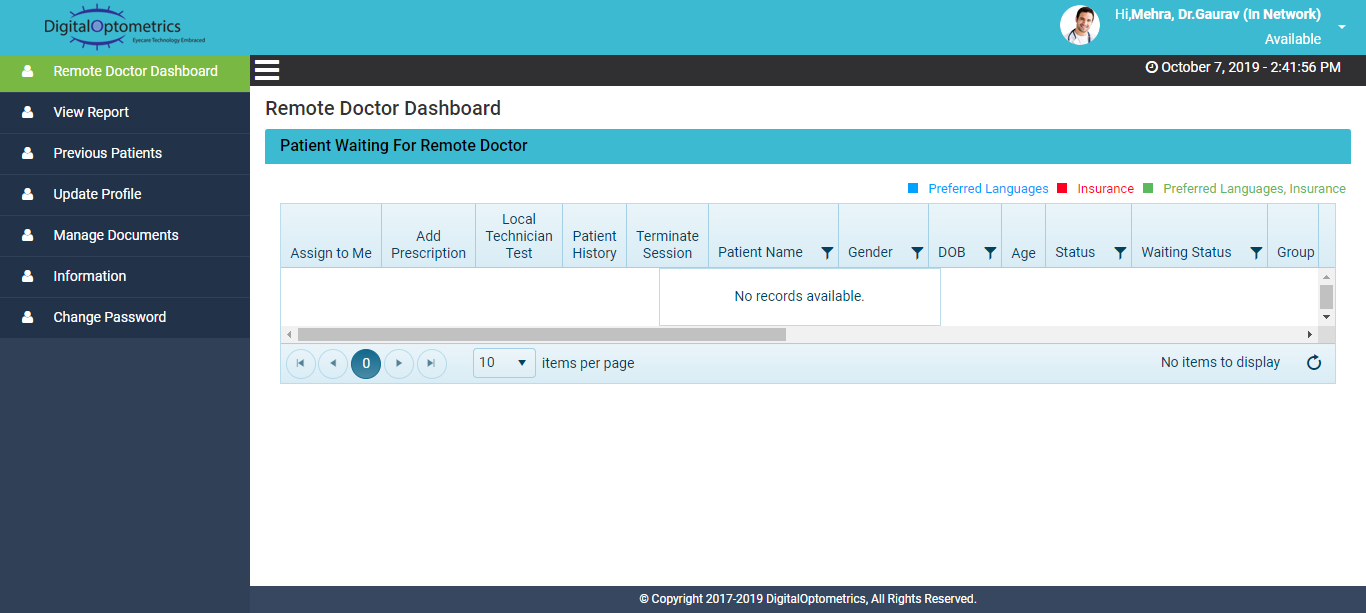 DigitalOptometrics
Eyecare Technology Embraced
Hi,Mehra, Dr.Gaurav (In Network)
Available
Remote Doctor Dashboard
October 7, 2019 - 2:41:56 PM
View Report
Previous Patients
Update Profile
Manage Documents
Information
Change Password
Remote Doctor Dashboard
Patient Waiting For Remote Doctor
Preferred Languages Insurance Preferred Languages, Insurance
Assign to Me
Add
Prescription
Local
Technician
Test
Patient
History
Terminate
Session
Patient Name
Gender
DOB
Age
Status
Waiting Status
Group
No records available.
0
10
items per page
No items to display
© Copyright 2017-2019 DigitalOptometrics, All Rights Reserved.